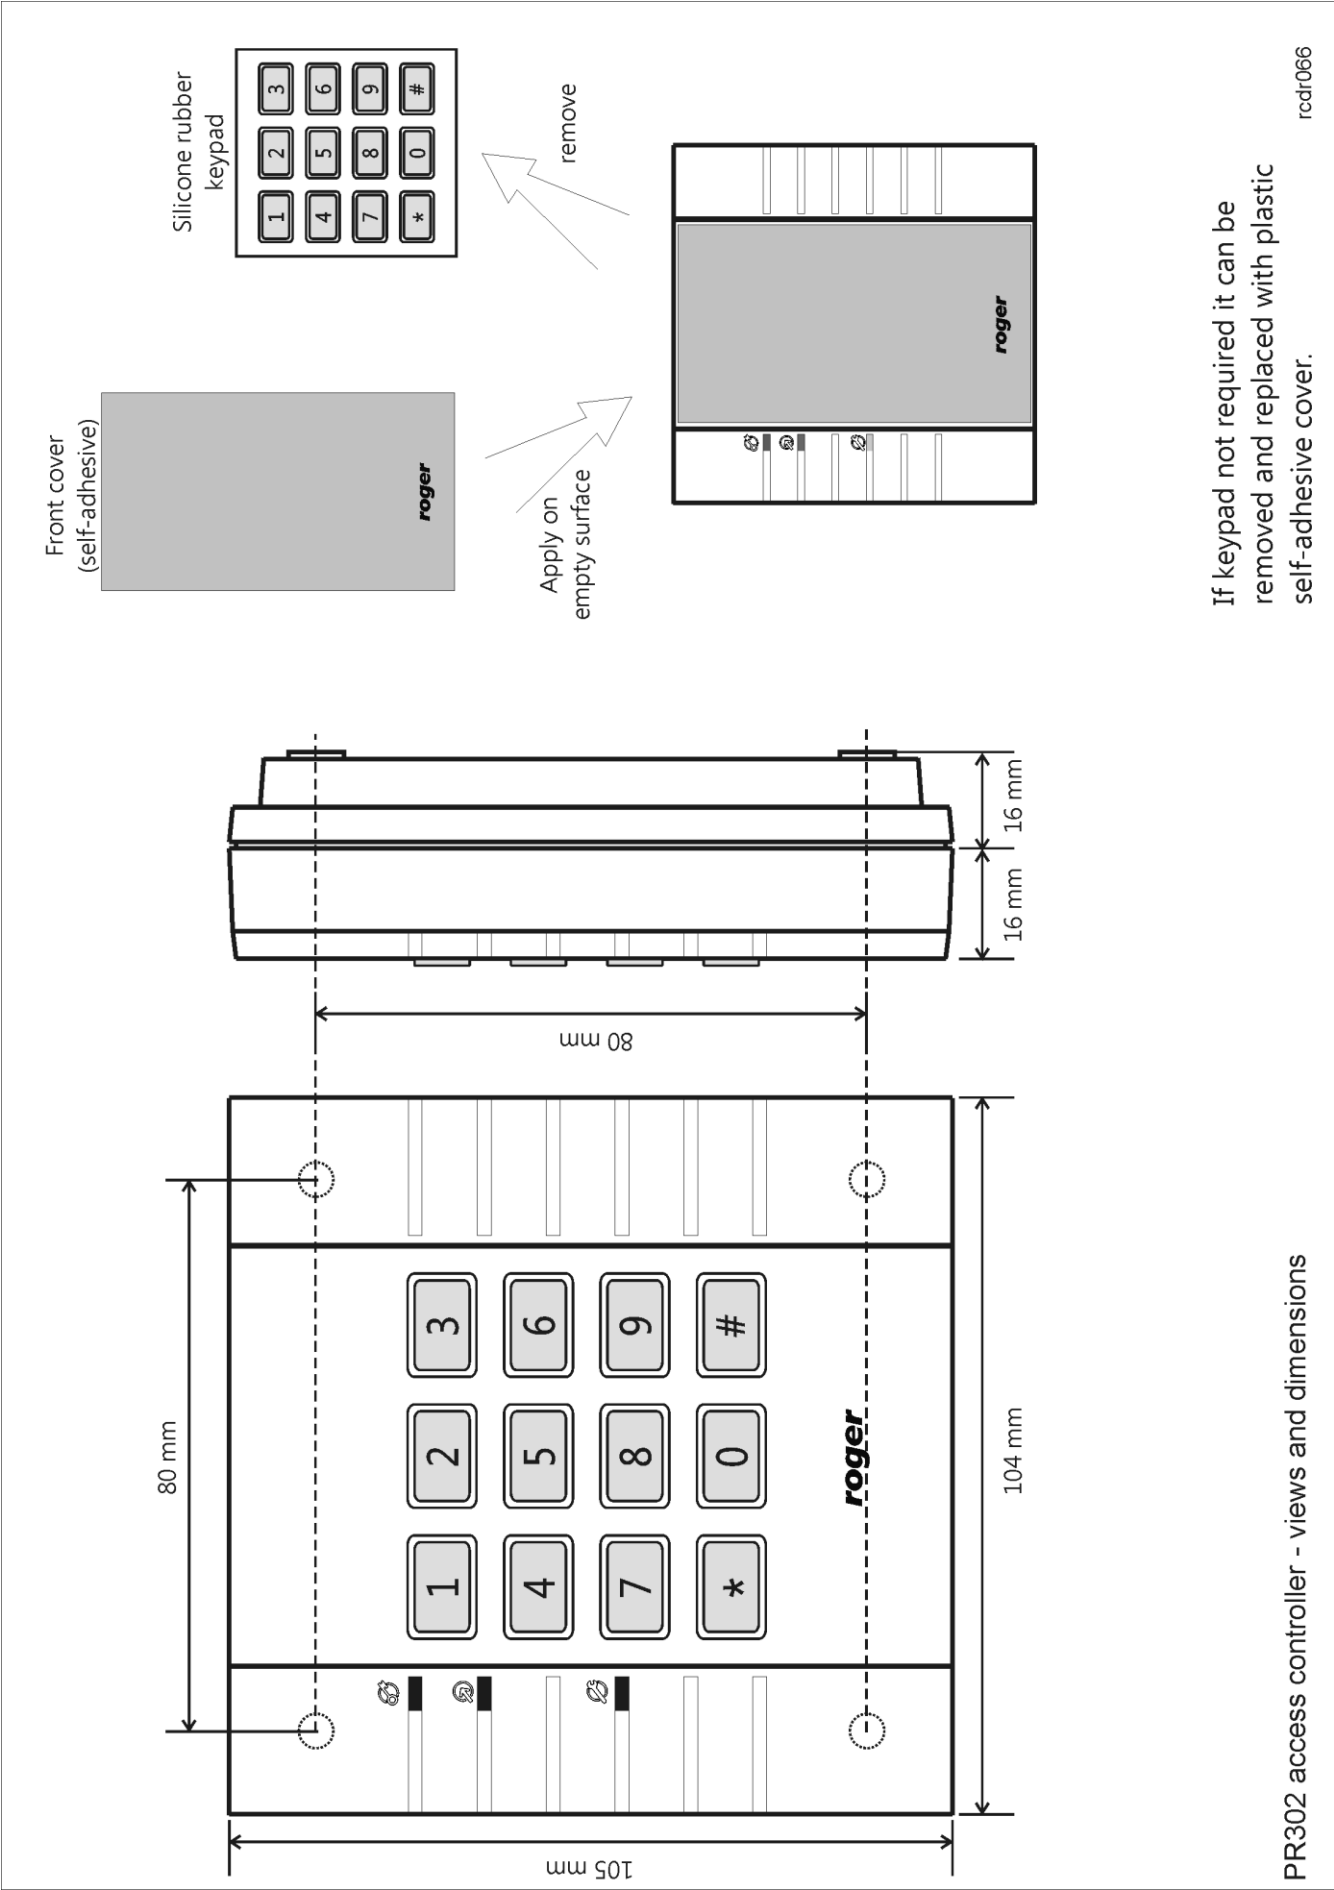 105 mm
80 mm
1 2 3
4 5 6
7 8 9
* 0 #
roger
104 mm
80 mm
16 mm
16 mm
Front cover
(self-adhesive)
roger
Silicone rubber
keypad
1 2 3
4 5 6
7 8 9
* 0 #
Apply on
empty surface
remove
roger
If keypad not required it can be
removed and replaced with plastic
self-adhesive cover.
PR302 access controller - views and dimensions
rcdr066